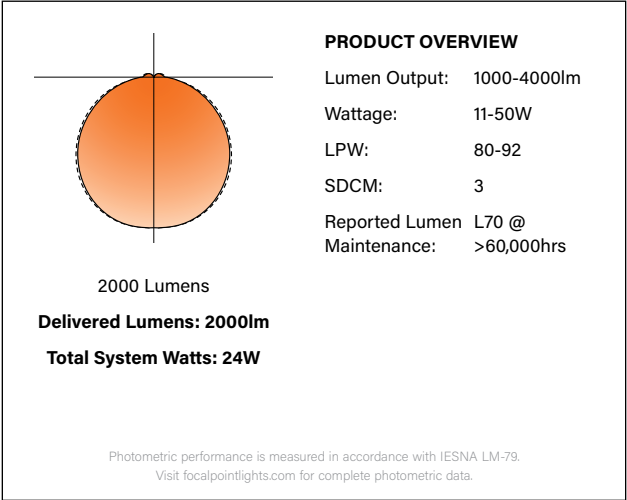 PRODUCT OVERVIEW
Lumen Output: 1000-4000lm
Wattage: 11-50W
LPW: 80-92
SDCM: 3
Reported Lumen L70 @
Maintenance: >60,000hrs
2000 Lumens
Delivered Lumens: 2000lm
Total System Watts: 24W
Photometric performance is measured in accordance with IESNA LM-79.
Visit focalpointlights.com for complete photometric data.